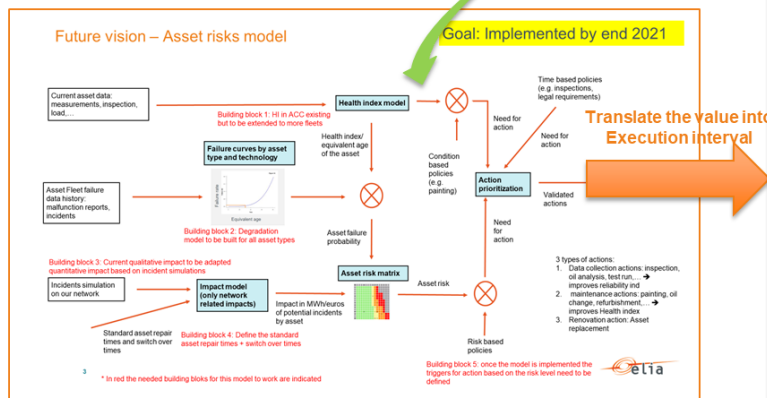 Future vision – Asset risks model
Goal: Implemented by end 2021
Current asset data:
measurements, inspection,
load,…
Building block 1: HI in ACC existing
but to be extended to more fleets
Health index model
Time based policies
(e.g. inspections,
legal requirements)
Need for
action
Need for
action
Translate the value into
Execution interval
Failure curves by asset
type and technology
Failure rate
Equivalent age
Health index/
equivalent age
of the asset
Condition
based
policies
(e.g.
painting)
Action
prioritization
Validated
actions
Asset Fleet failure
data history:
malfunction reports,
incidents
Building block 2: Degradation
model to be built for all asset types
Asset failure
probability
Need
for
action
Building block 3: Current qualitative impact to be adapted
quantitative impact based on incident simulations
Incidents simulation
on our network
Impact model
(only network
related impacts)
Impact in MWh/euros
of potential incidents
by asset
Asset risk matrix
Asset risk
3 types of actions:
1. Data collection actions: inspection,
oil analysis, test run,… ➔
improves reliability ind
2. maintenance actions: painting, oil
change, refurbishment,… ➔
improves Health index
3. Renovation action: Asset
replacement
Standard asset repair
times and switch over
times
Building block 4: Define the standard
asset repair times + switch over times
Risk based
policies
Building block 5: once the model is implemented the
triggers for action based on the risk level need to be
defined
elia
3
* In red the needed building bloks for this model to work are indicated